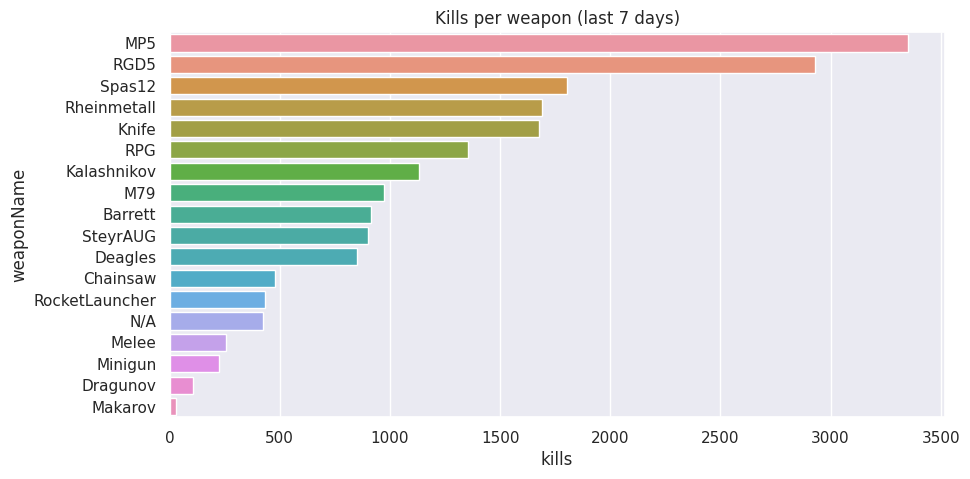 Kills per weapon (last 7 days)
weaponName
MP5
RGD5
Spas12
Rheinmetall
Knife
RPG
Kalashnikov
M79
Barrett
SteyrAUG
Deagles
Chainsaw
RocketLauncher
N/A
Melee
Minigun
Dragunov
Makarov
0 500 1000 1500 2000 2500 3000 3500
kills